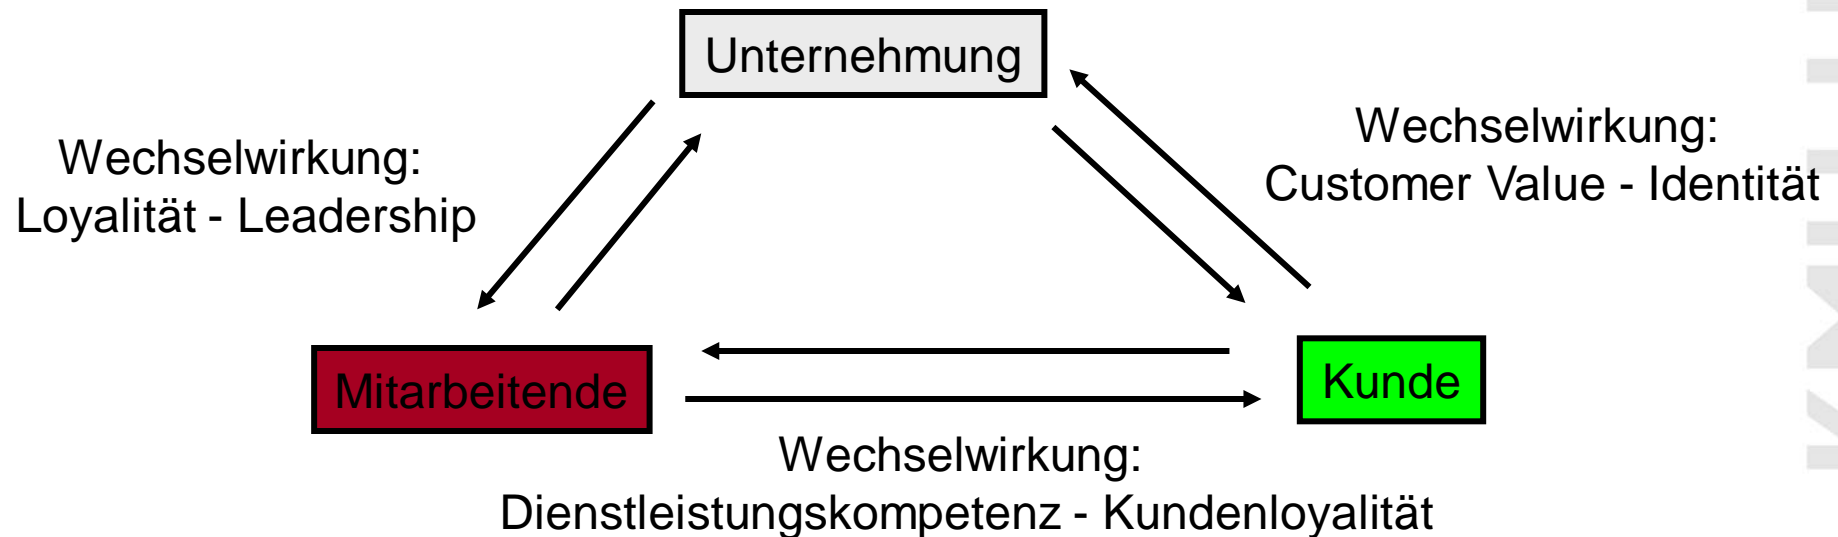 Unternehmung
Wechselwirkung:
Loyalität - Leadership
Wechselwirkung:
Customer Value - Identität
Mitarbeitende
Kunde
Wechselwirkung:
Dienstleistungskompetenz - Kundenloyalität